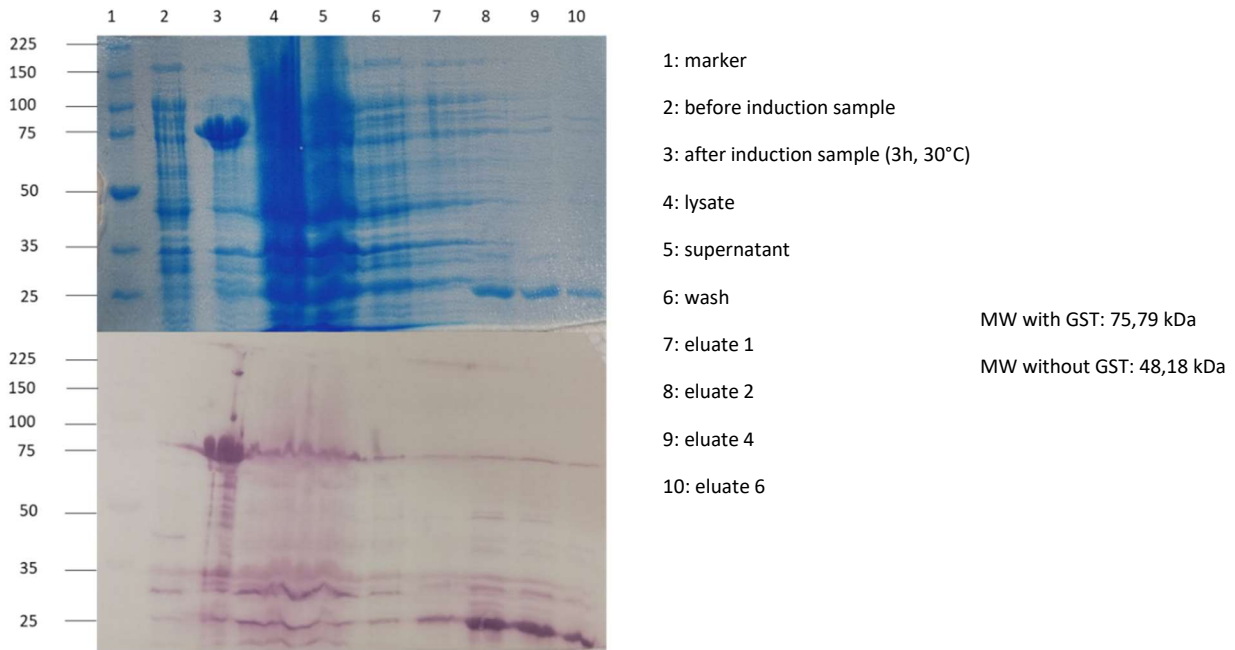 1 2 3 4 5 6 7 8 9 10
225
150
100
75
50
35
25
225
150
100
75
50
35
25
1: marker
2: before induction sample
3: after induction sample (3h, 30°C)
4: lysate
5: supernatant
6: wash
7: eluate 1
8: eluate 2
9: eluate 4
10: eluate 6
MW with GST: 75,79 kDa
MW without GST: 48,18 kDa